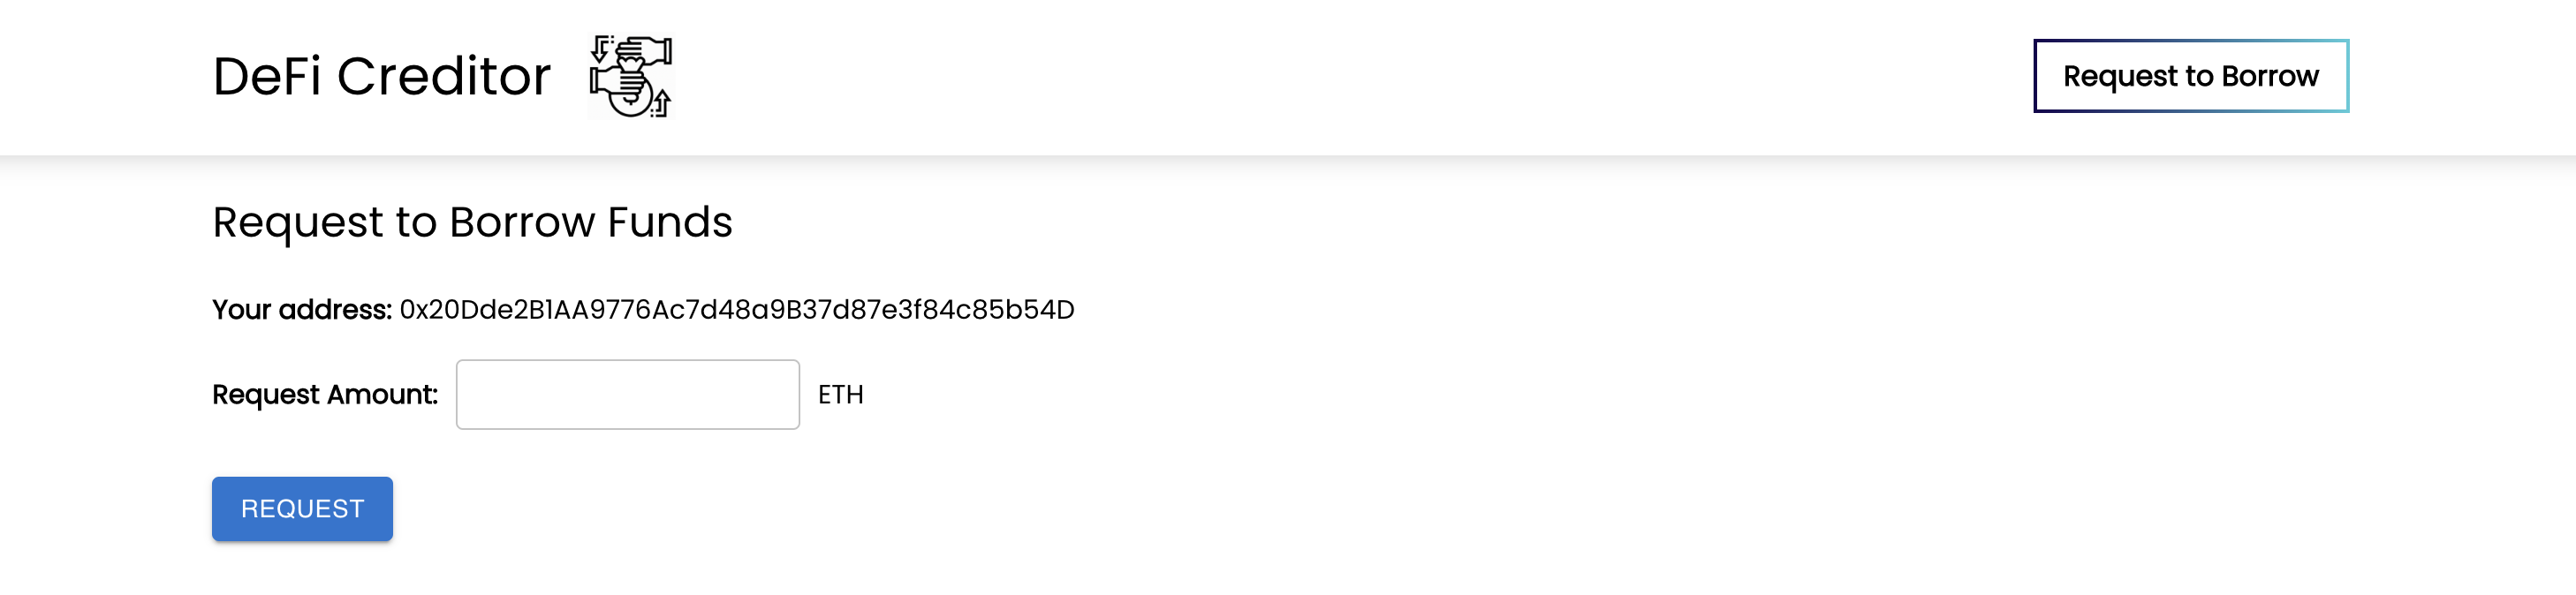 DeFi Creditor
Request to Borrow
Request to Borrow Funds
Your address: 0x20Dde2B1AA9776Ac7d48a9B37d87e3f84c85b54D
Request Amount: ETH
REQUEST